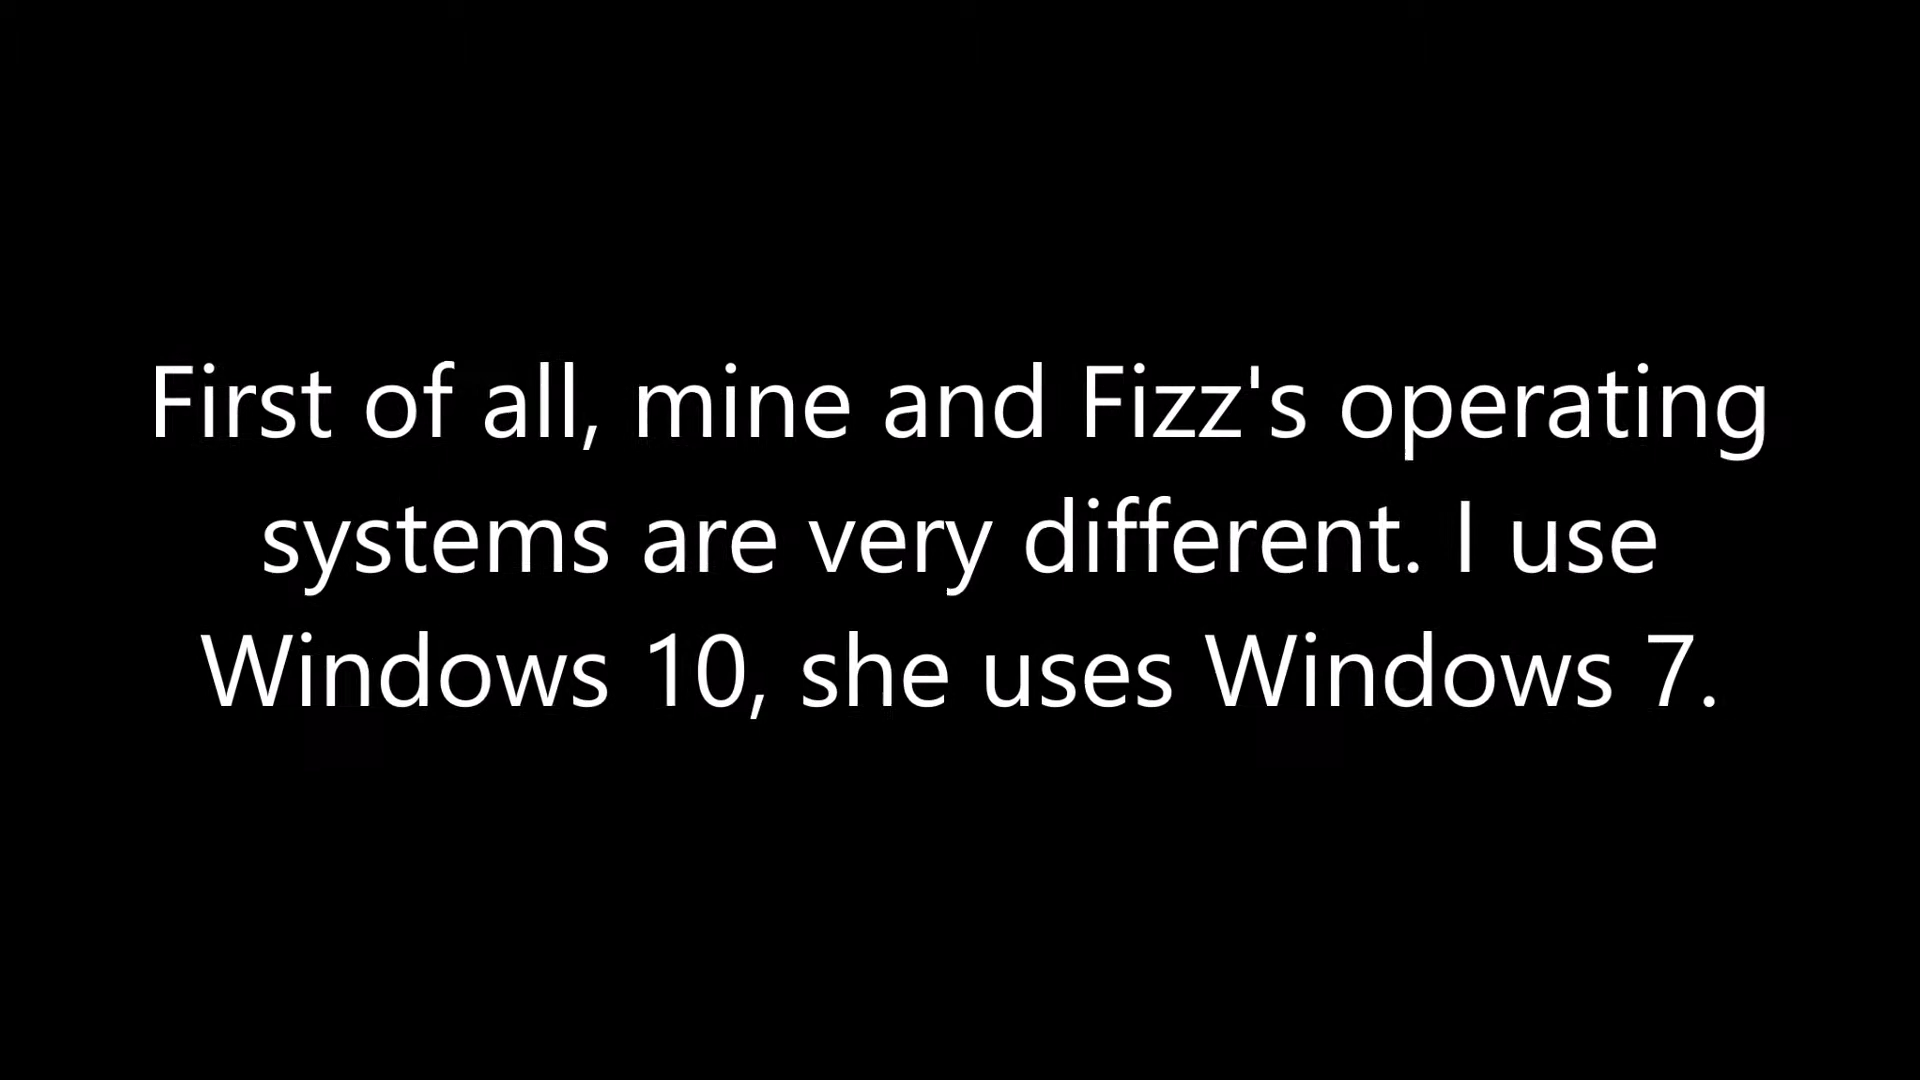 First of all, mine and Fizz's operating
systems are very different. I use
Windows 10, she uses Windows 7.